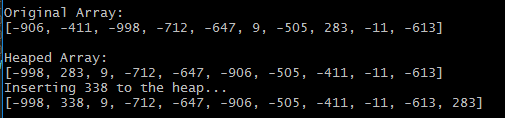 Original Array:
[-906, -411, -998, -712, -647, 9, -505, 283, -11, -613]
Heaped Array:
[-998, 283, 9, -712, -647, -906, -505, -411, -11, -613]
Inserting 338 to the heap...
[-998, 338, 9, -712, -647, -906, -505, -411, -11, -613, 283]